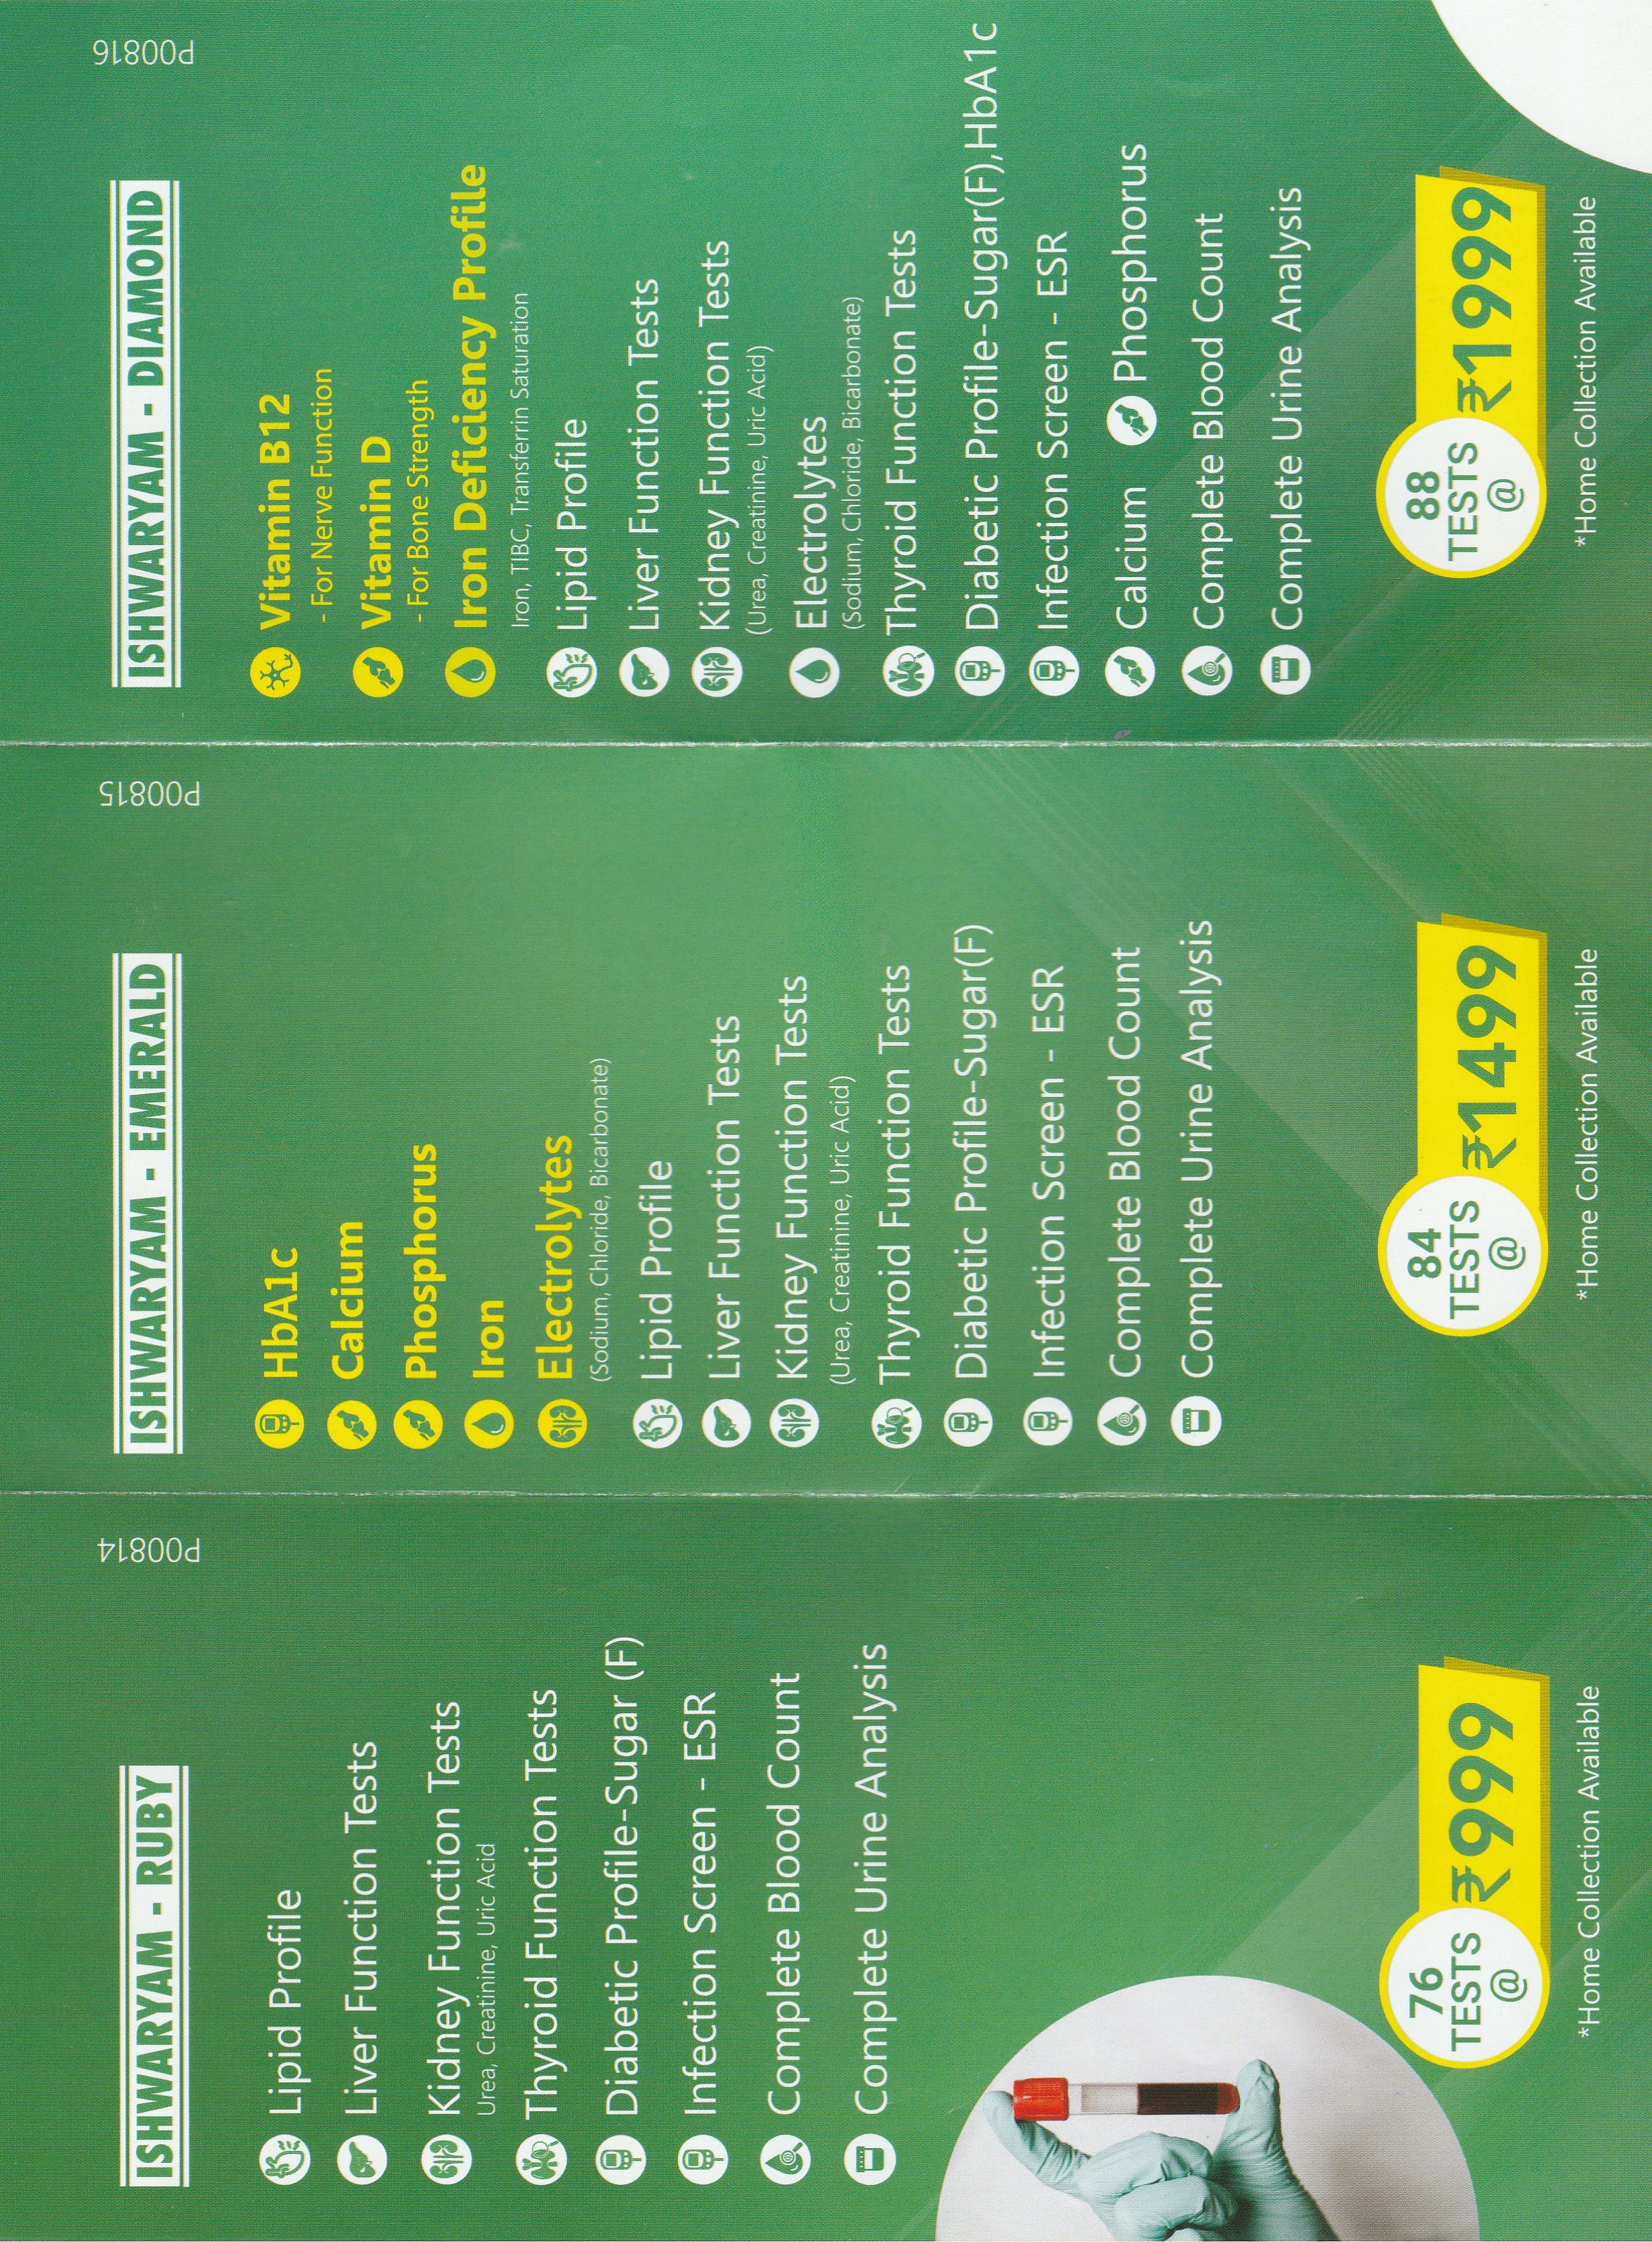 ISHWARYAM - RUBY
P00814
Lipid Profile
Liver Function Tests
Kidney Function Tests
Urea, Creatinine, Uric Acid
Thyroid Function Tests
Diabetic Profile-Sugar (F)
Infection Screen - ESR
Complete Blood Count
Complete Urine Analysis
76
TESTS
@
₹999
*Home Collection Available
ISHWARYAM - EMERALD
P00815
HbA1c
Calcium
Phosphorus
Iron
Electrolytes
(Sodium, Chloride, Bicarbonate)
Lipid Profile
Liver Function Tests
Kidney Function Tests
(Urea, Creatinine, Uric Acid)
Thyroid Function Tests
Diabetic Profile-Sugar(F)
Infection Screen - ESR
Complete Blood Count
Complete Urine Analysis
84
TESTS
@
₹1499
*Home Collection Available
ISHWARYAM - DIAMOND
P00816
Vitamin B12
- For Nerve Function
Vitamin D
- For Bone Strength
Iron Deficiency Profile
Iron, TIBC, Transferrin Saturation
Lipid Profile
Liver Function Tests
Kidney Function Tests
(Urea, Creatinine, Uric Acid)
Electrolytes
(Sodium, Chloride, Bicarbonate)
Thyroid Function Tests
Diabetic Profile-Sugar(F),HbA1c
Infection Screen - ESR
Calcium Phosphorus
Complete Blood Count
Complete Urine Analysis
88
TESTS
@
₹1999
*Home Collection Available